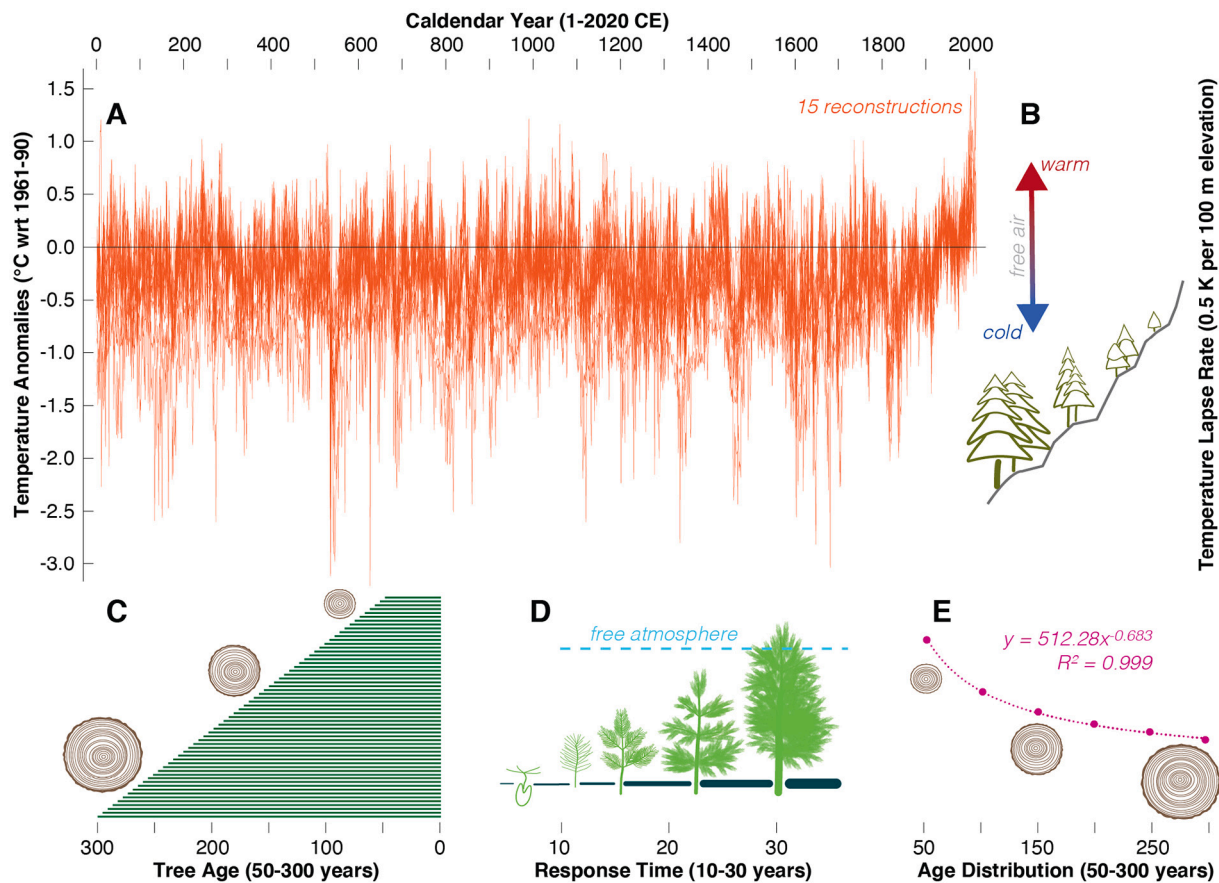 Caldendar Year (1-2020 CE)
0 200 400 600 800 1000 1200 1400 1600 1800 2000
A
15 reconstructions
Temperature Anomalies (°C wrt 1961-90)
1.5
1.0
0.5
0.0
-0.5
-1.0
-1.5
-2.0
-2.5
-3.0
B
warm
free air
cold
Temperature Lapse Rate (0.5 K per 100 m elevation)
C
300 200 100 0
Tree Age (50-300 years)
D
free atmosphere
10 20 30
Response Time (10-30 years)
E
y = 512.28x-0.683
R2 = 0.999
50 150 250
Age Distribution (50-300 years)